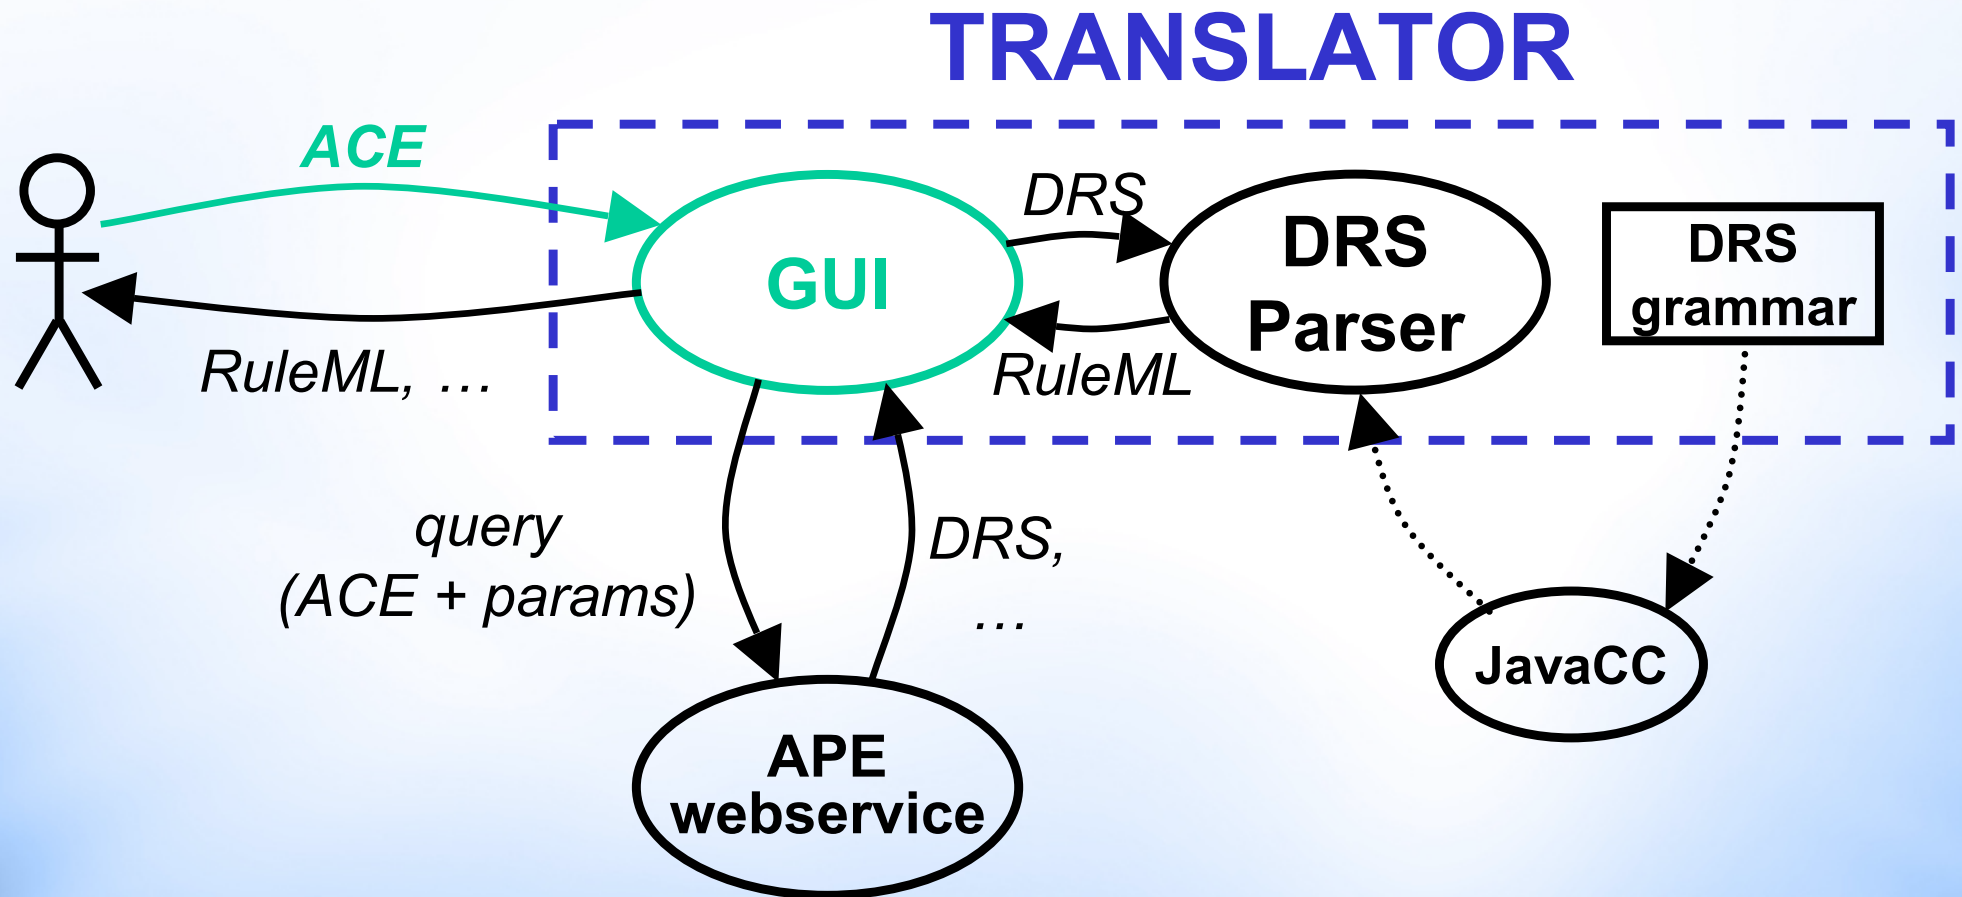 TRANSLATOR
ACE
DRS
GUI
DRS
Parser
DRS
grammar
RuleML, …
RuleML
query
(ACE + params)
DRS,
…
JavaCC
APE
webservice